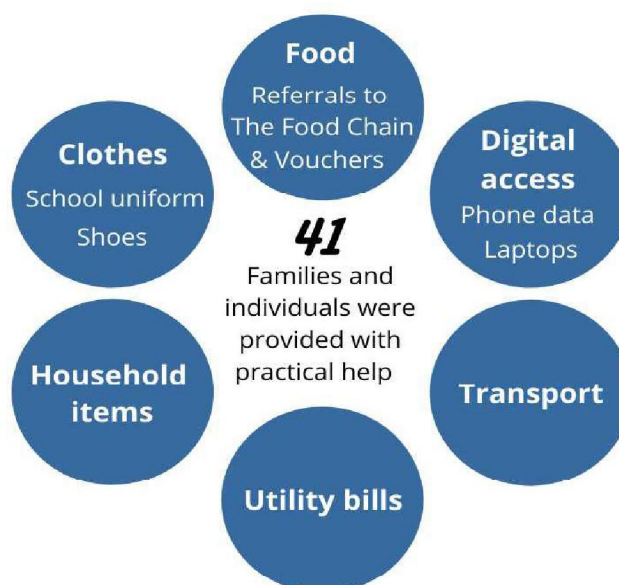 Food
Referrals to
The Food Chain
& Vouchers
Clothes
School uniform
Shoes
Digital
access
Phone data
Laptops
41
Families and
individuals were
provided with
practical help
Household
items
Transport
Utility bills